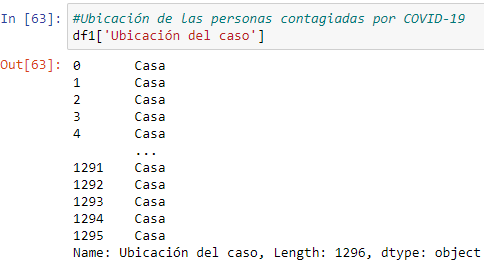 In [63]: #Ubicación de las personas contagiadas por COVID-19
df1['Ubicación del caso']
Out[63]: 0 Casa
1 Casa
2 Casa
3 Casa
4 Casa
...
1291 Casa
1292 Casa
1293 Casa
1294 Casa
1295 Casa
Name: Ubicación del caso, Length: 1296, dtype: object